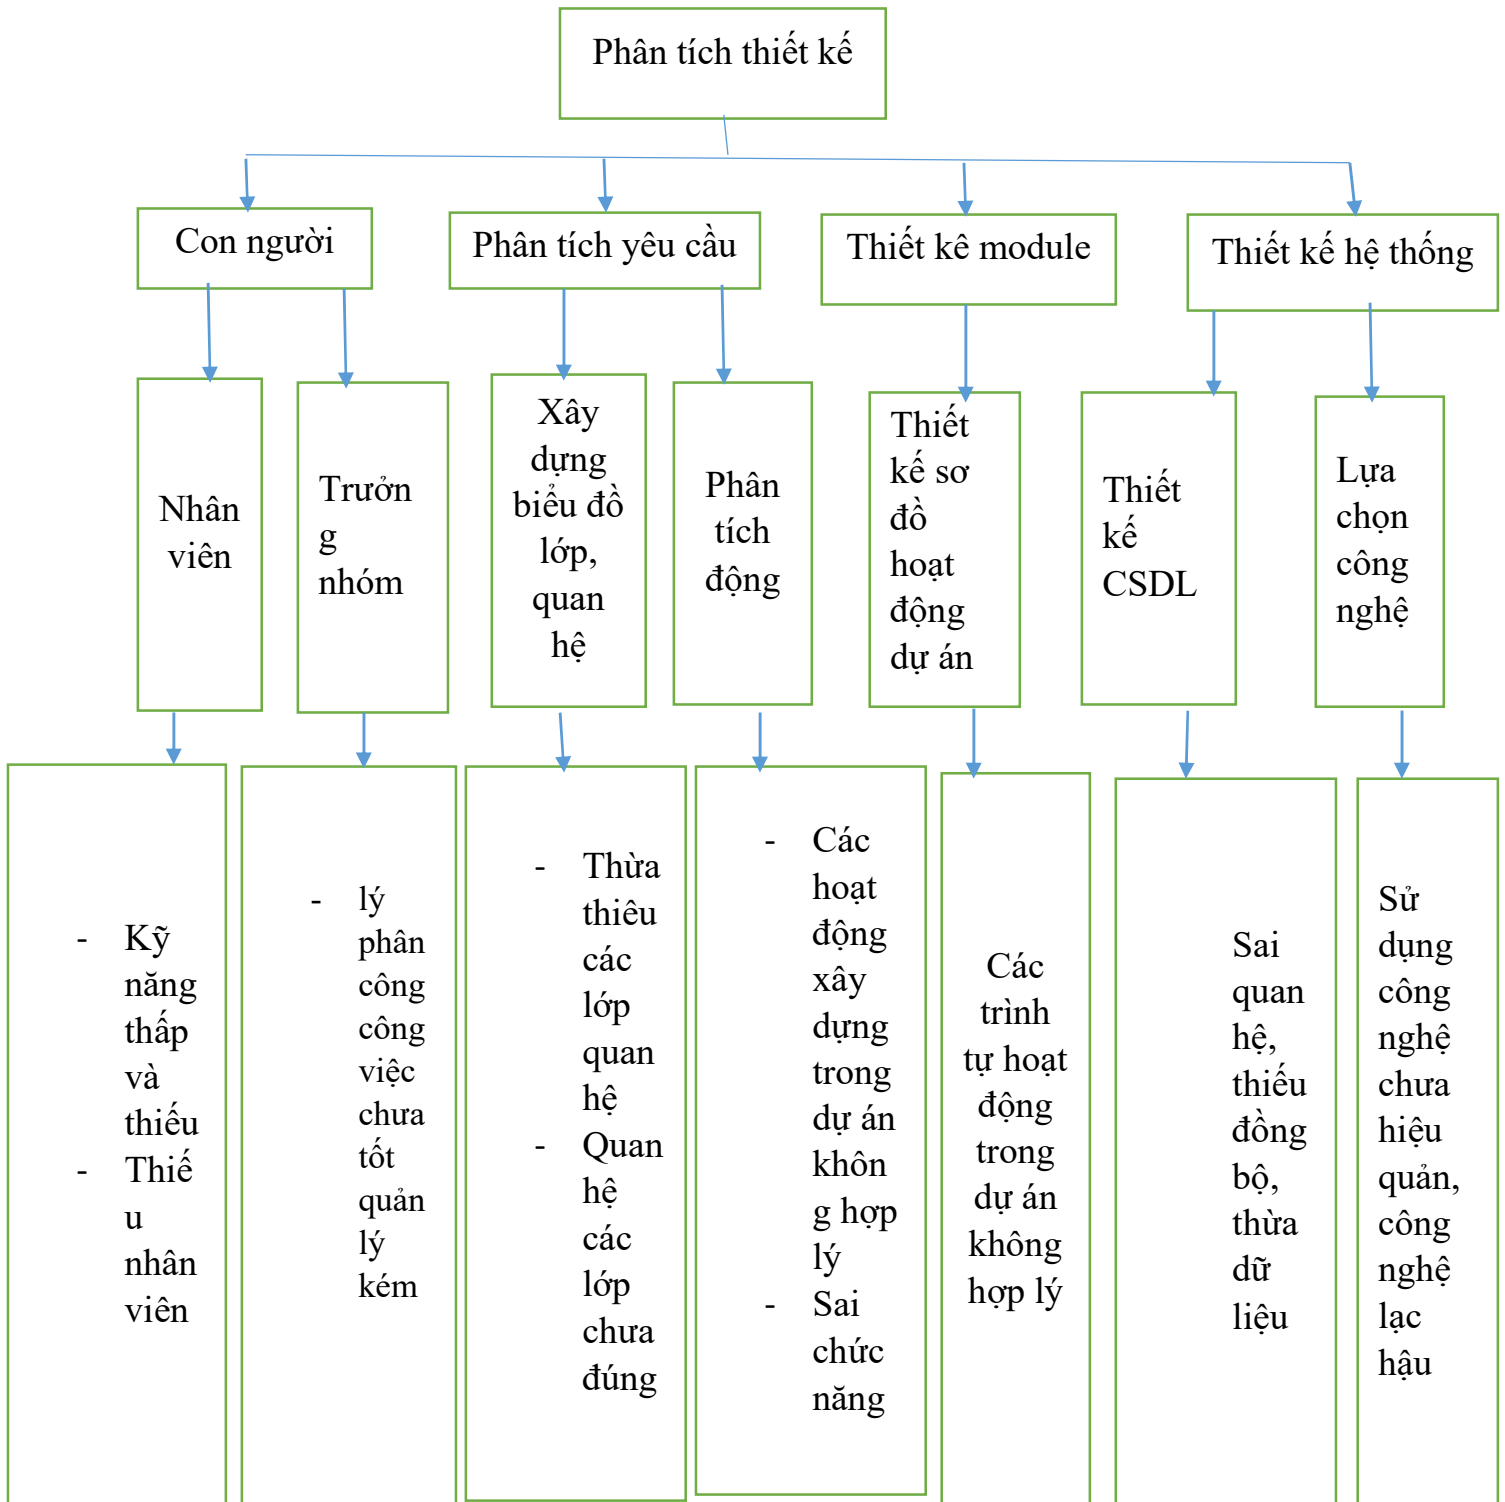 Phân tích thiết kế
Con người
Phân tích yêu cầu
Thiết kê module
Thiết kế hệ thống
Nhân
viên
Trưởn
g
nhóm
Xây
dựng
biểu đồ
lớp,
quan
hệ
Phân
tích
động
Thiết
kế sơ
đồ
hoạt
động
dự án
Thiết
kế
CSDL
Lựa
chọn
công
nghệ
- Kỹ
năng
thấp
và
thiếu
- Thiế
u
nhân
viên
- lý
phân
công
công
việc
chưa
tốt
quản
lý
kém
- Thừa
thiêu
các
lớp
quan
hệ
- Quan
hệ
các
lớp
chưa
đúng
- Các
hoạt
động
xây
dựng
trong
dự án
khôn
g hợp
lý
- Sai
chức
năng
Các
trình
tự hoạt
động
trong
dự án
không
hợp lý
Sai
quan
hệ,
thiếu
đồng
bộ,
thừa
dữ
liệu
Sử
dụng
công
nghệ
chưa
hiệu
quản,
công
nghệ
lạc
hậu